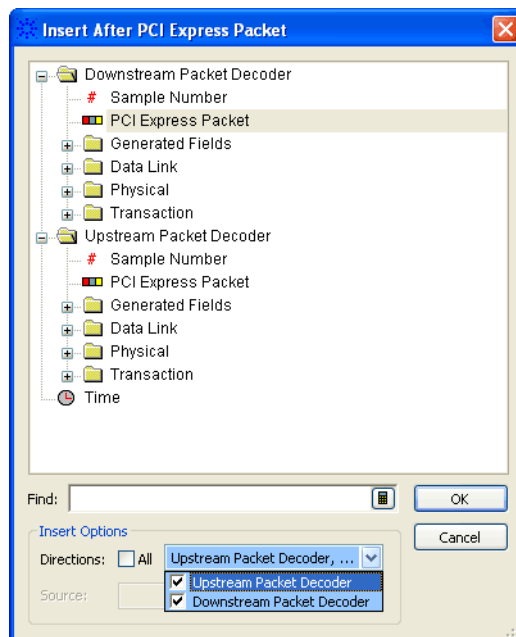 Insert After PCI Express Packet
Downstream Packet Decoder
# Sample Number
PCI Express Packet
Generated Fields
Data Link
Physical
Transaction
Upstream Packet Decoder
# Sample Number
PCI Express Packet
Generated Fields
Data Link
Physical
Transaction
Time
Find:
OK
Insert Options
Cancel
Directions: All Upstream Packet Decoder, ...
Upstream Packet Decoder
Source:
Downstream Packet Decoder